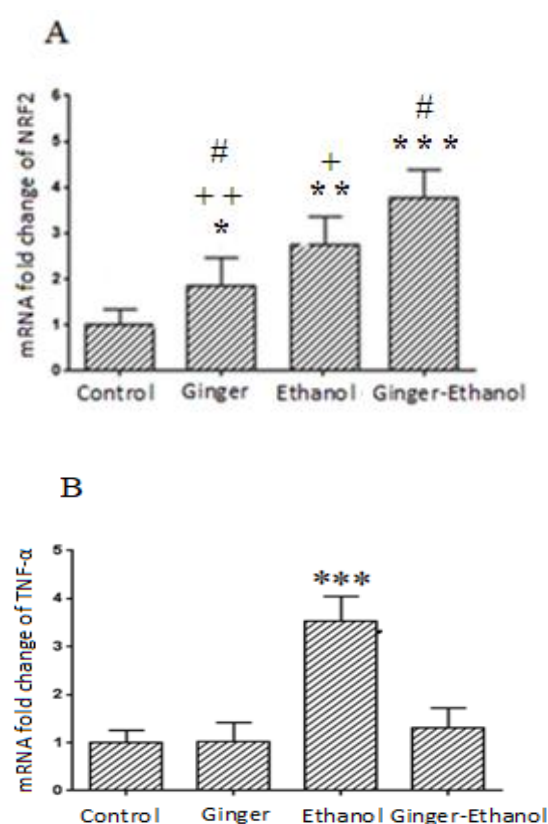 A
mRNA fold change of NRF2
6
5
4
3
2
1
0
#
+ +
*
+
* *
#
* * *
Control Ginger Ethanol Ginger-Ethanol
B
mRNA fold change of TNF-α
5
4
3
2
1
0
***
Control Ginger Ethanol Ginger-Ethanol